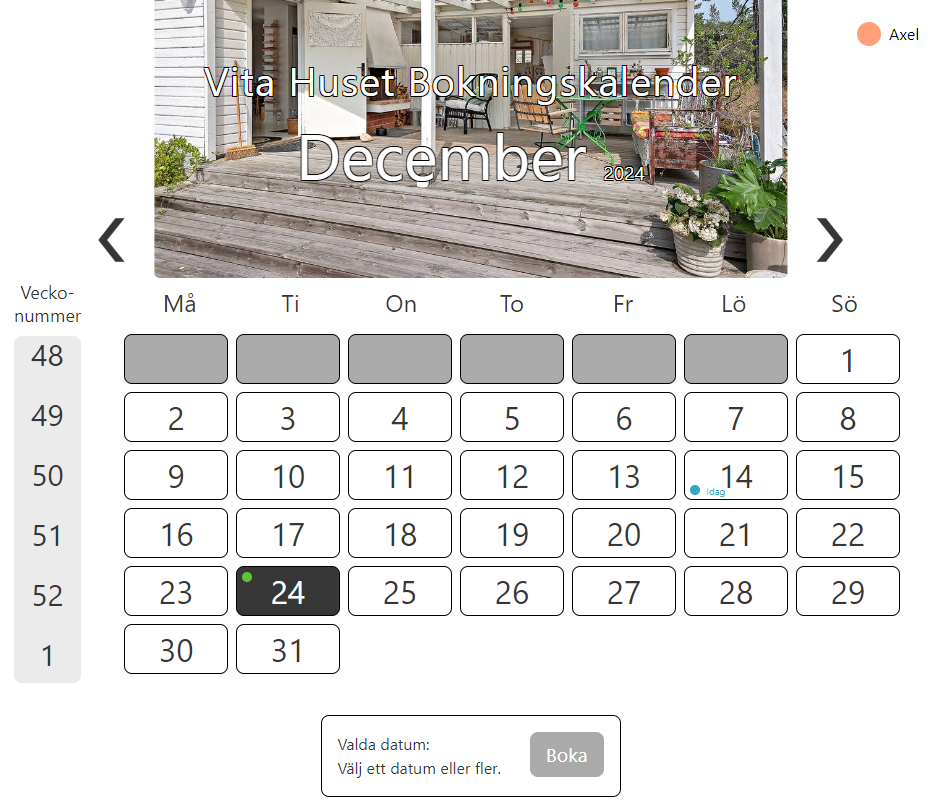 Axel
Vita Huset Bokningskalender
December 2024
Vecko-
nummer
Må Ti On To Fr Lö Sö
48 1
49 2 3 4 5 6 7 8
50 9 10 11 12 13 Idag 14 15
51 16 17 18 19 20 21 22
52 23 24 25 26 27 28 29
1 30 31
Valda datum:
Välj ett datum eller fler.
Boka